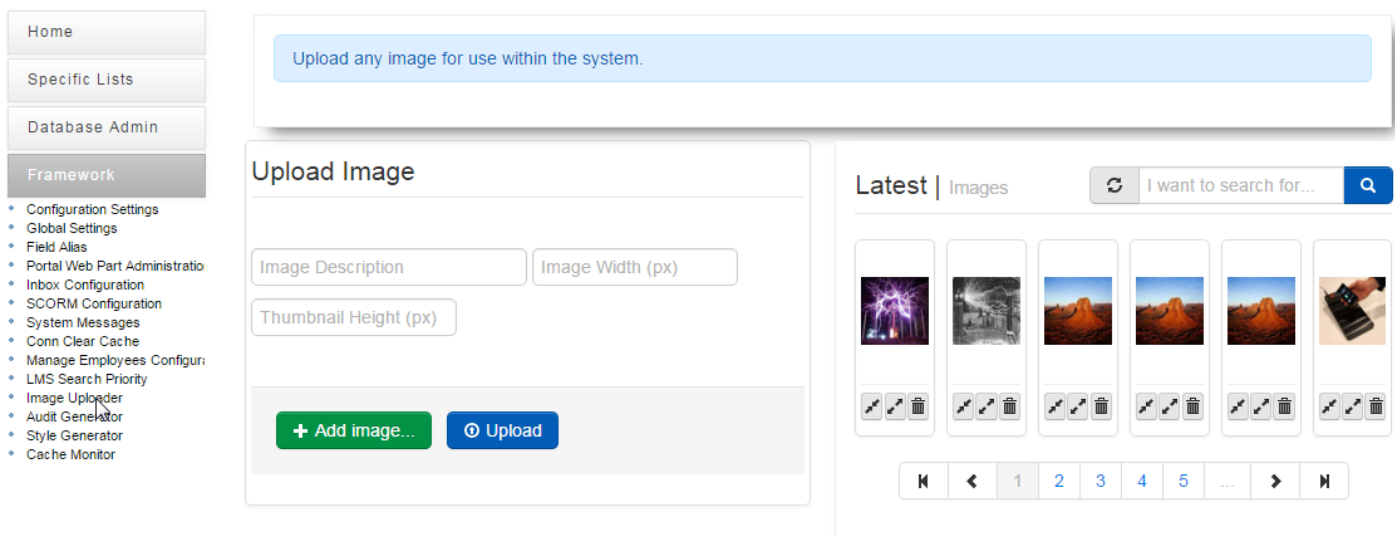 Home
Specific Lists
Database Admin
Framework
Configuration Settings
Global Settings
Field Alias
Portal Web Part Administratio
Inbox Configuration
SCORM Configuration
System Messages
Conn Clear Cache
Manage Employees Configura
LMS Search Priority
Image Uploader
Audit Generator
Style Generator
Cache Monitor
Upload any image for use within the system.
Upload Image
Image Description Image Width (px)
Thumbnail Height (px)
+ Add image... Upload
Latest | Images I want to search for...
1 2 3 4 5 ...